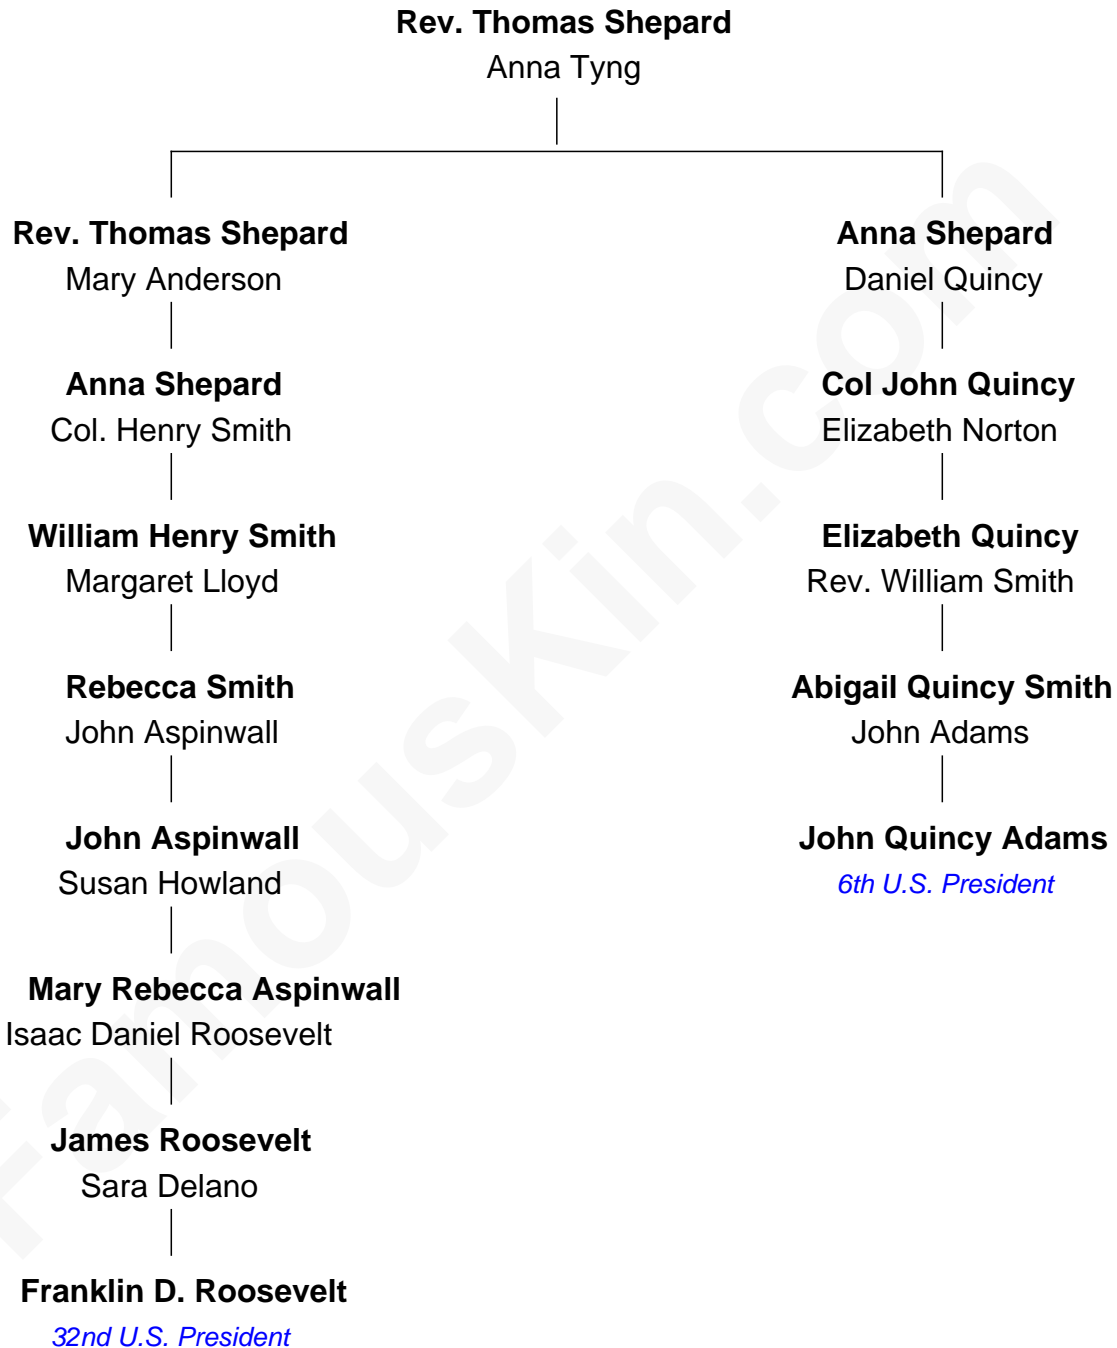 Rev. Thomas Shepard
Anna Tyng
Rev. Thomas Shepard
Mary Anderson
Anna Shepard
Col. Henry Smith
William Henry Smith
Margaret Lloyd
Rebecca Smith
John Aspinwall
John Aspinwall
Susan Howland
Mary Rebecca Aspinwall
Isaac Daniel Roosevelt
James Roosevelt
Sara Delano
Franklin D. Roosevelt
32nd U.S. President
Anna Shepard
Daniel Quincy
Col John Quincy
Elizabeth Norton
Elizabeth Quincy
Rev. William Smith
Abigail Quincy Smith
John Adams
John Quincy Adams
6th U.S. President
FamousKin.com